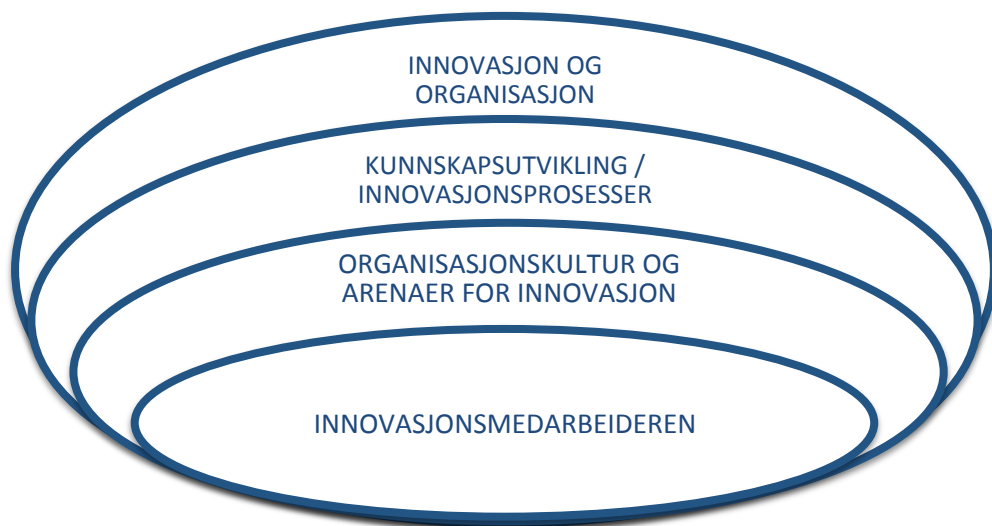 INNOVASJON OG
ORGANISASJON
KUNNSKAPSUTVIKLING /
INNOVASJONSPROSESSER
ORGANISASJONSKULTUR OG
ARENAER FOR INNOVASJON
INNOVASJONSMEDARBEIDEREN